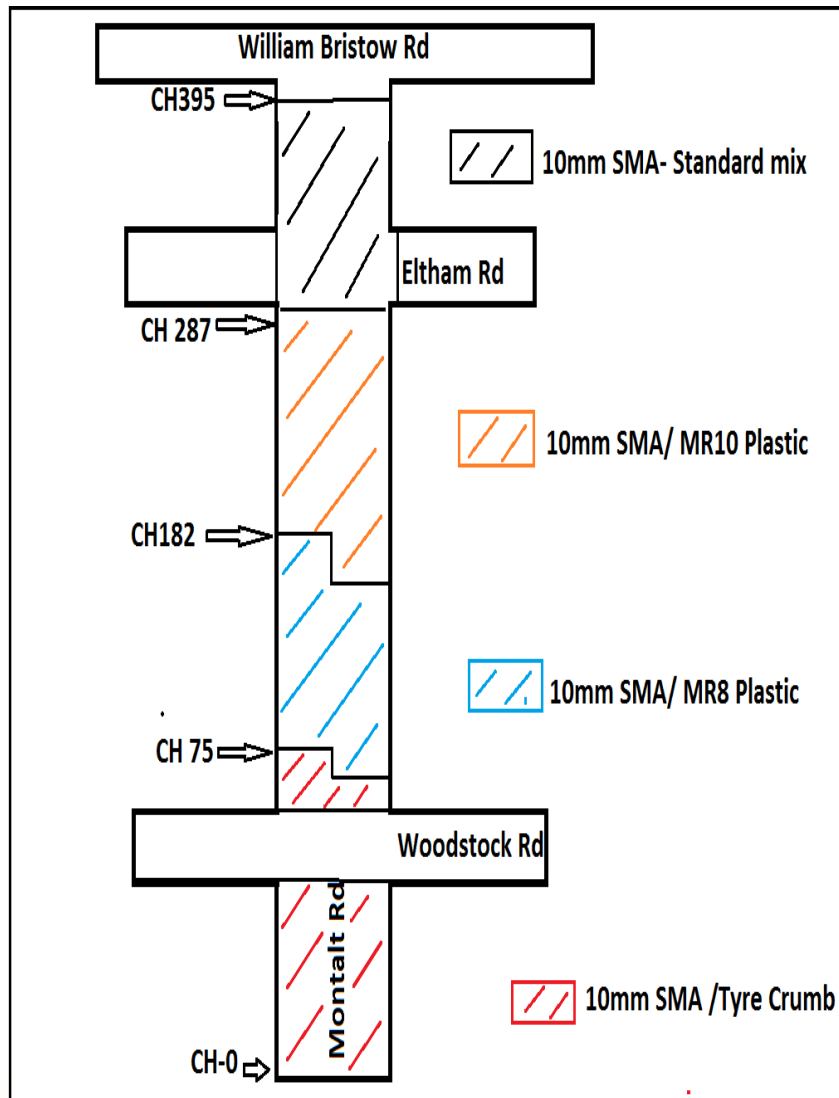 William Bristow Rd
CH395
10mm SMA- Standard mix
Eltham Rd
CH 287
10mm SMA/ MR10 Plastic
CH182
10mm SMA/ MR8 Plastic
CH 75
Woodstock Rd
Montalt Rd
10mm SMA /Tyre Crumb
CH-0